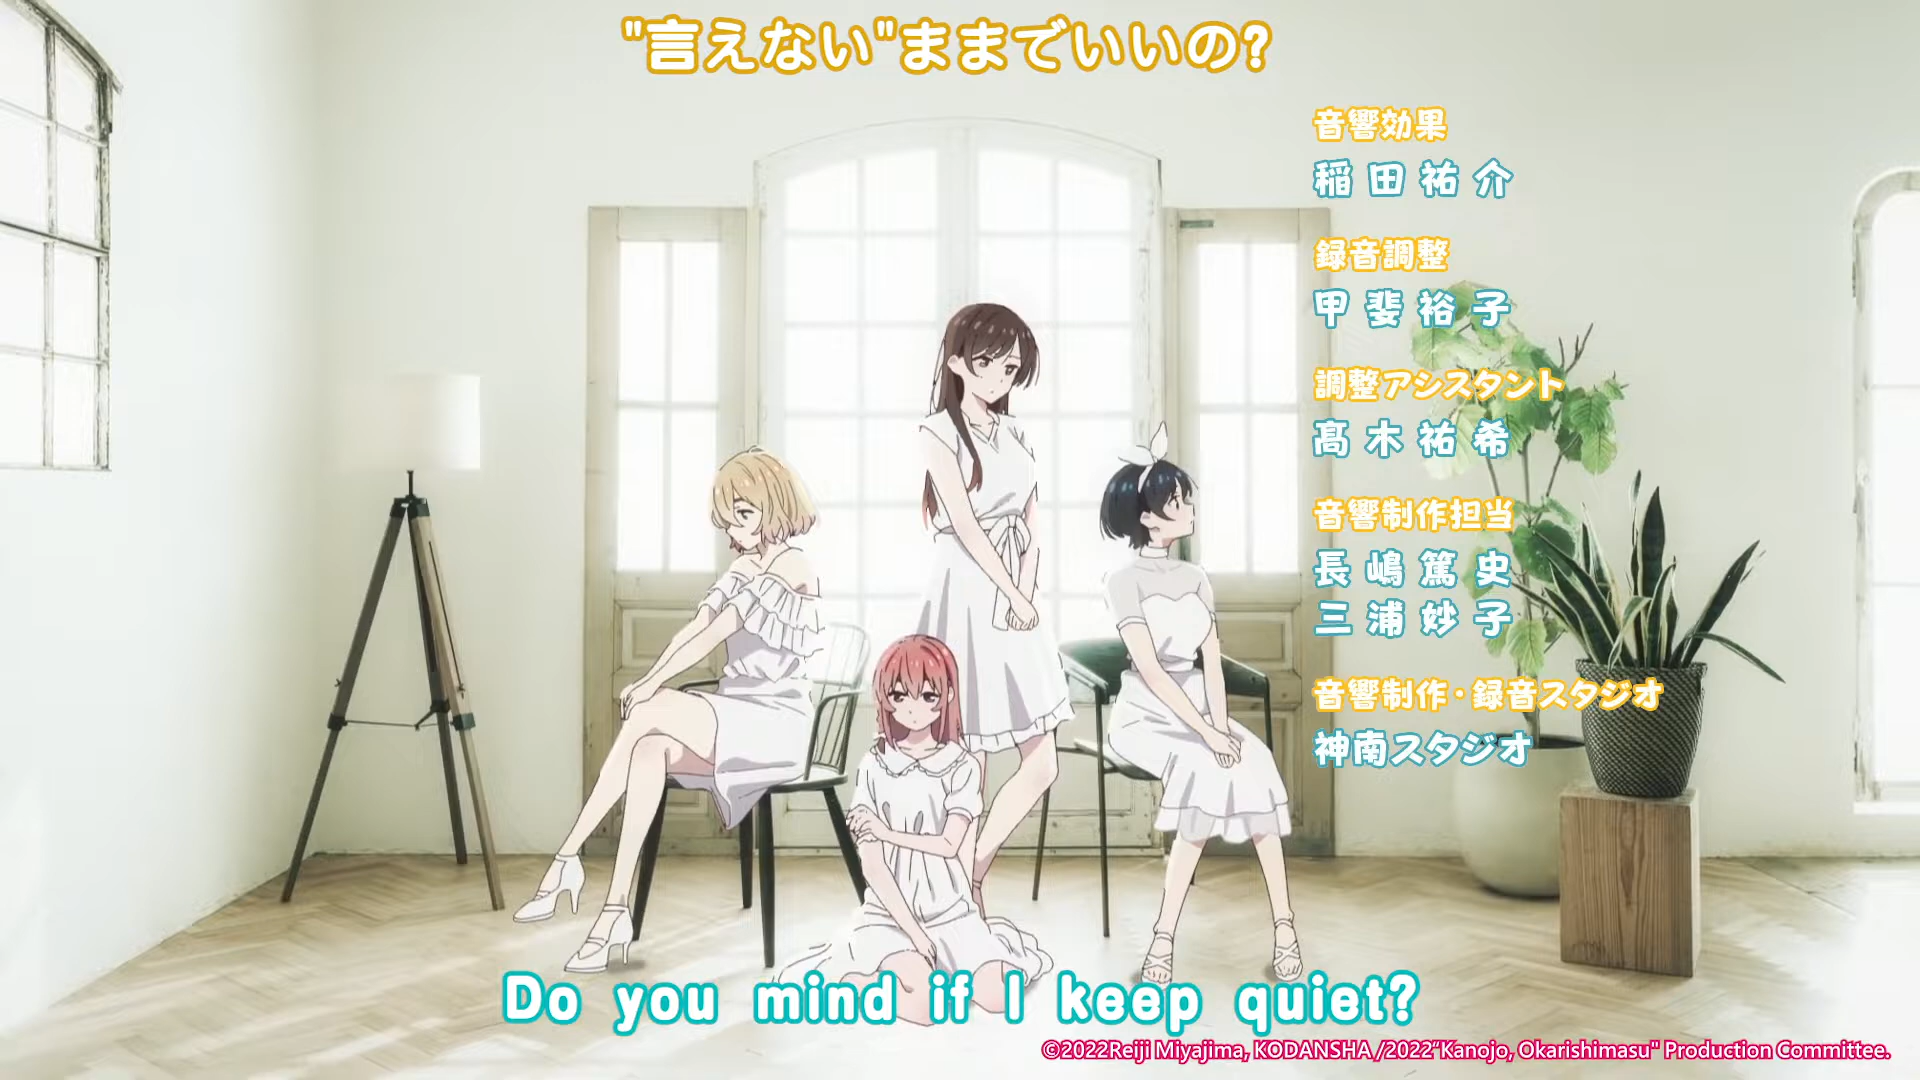 "言えない"ままでいいの?
音響効果
稲田祐介
録音調整
甲斐裕子
調整アシスタント
髙木祐希
音響制作担当
長嶋篤史
三浦妙子
音響制作・録音スタジオ
神南スタジオ
Do you mind if I keep quiet?
©2022Reiji Miyajima, KODANSHA/2022"Kanojo, Okarishimasu" Production Committee.